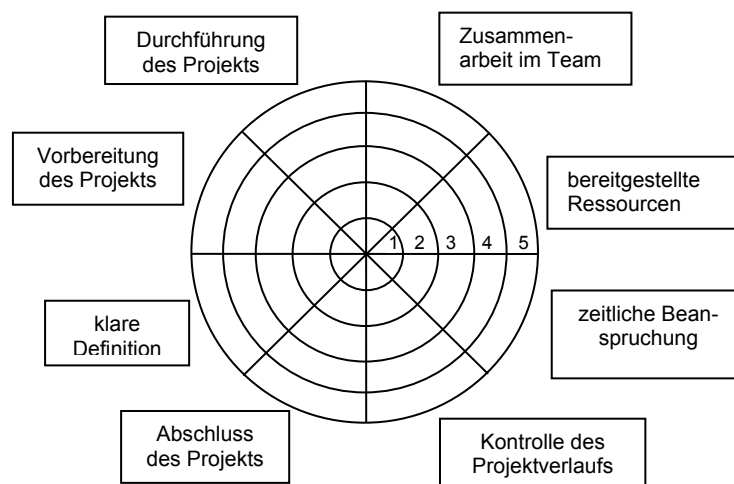 Durchführung
des Projekts
Zusammen-
arbeit im Team
Vorbereitung
des Projekts
bereitgestellte
Ressourcen
1 2 3 4 5
klare
Definition
zeitliche Bean-
spruchung
Abschluss
des Projekts
Kontrolle des
Projektverlaufs